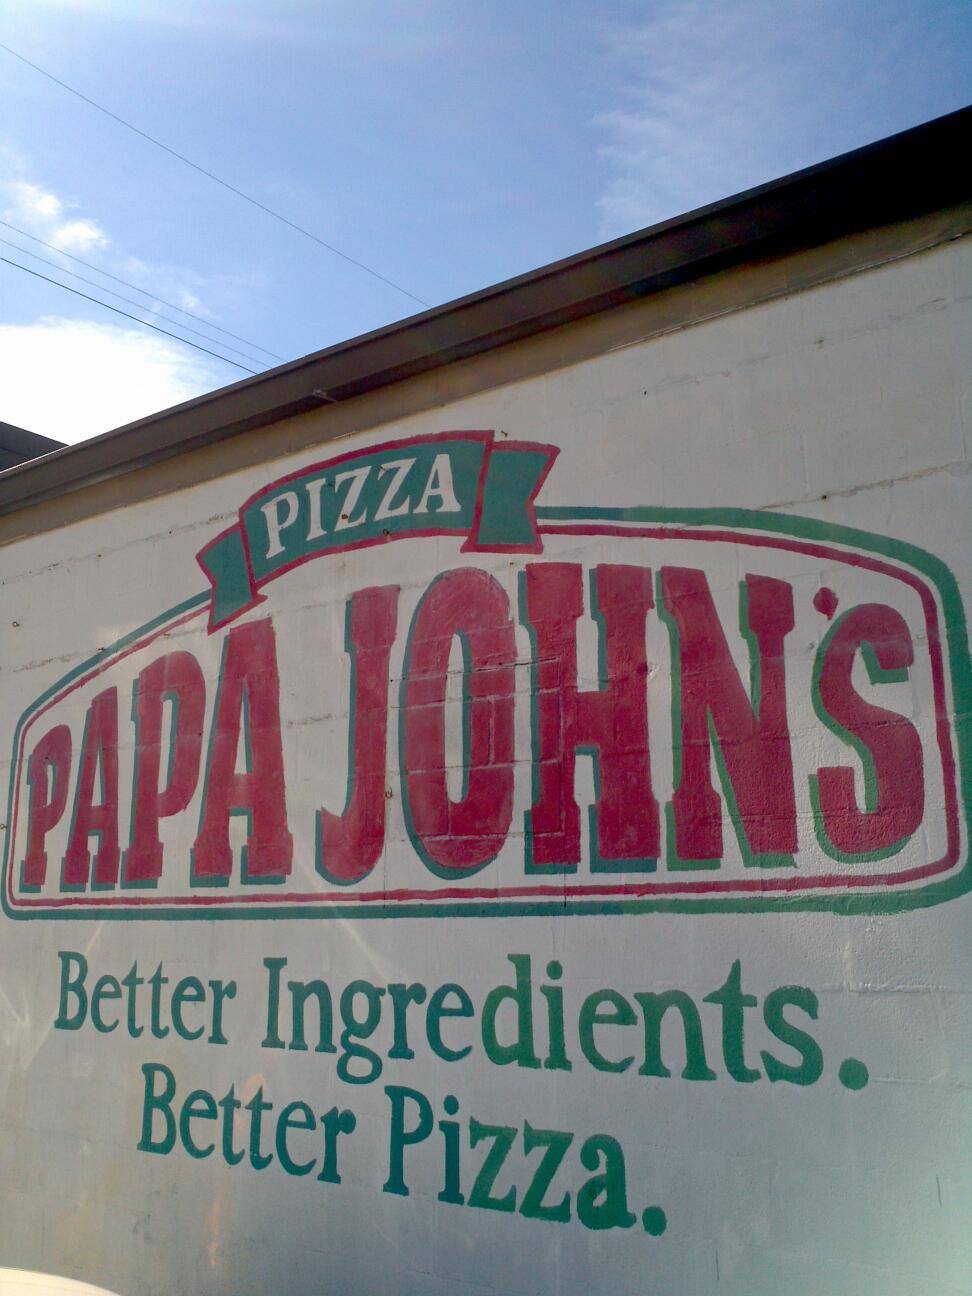 PIZZA
PAPA JOHN'S
Better Ingredients.
Better Pizza.